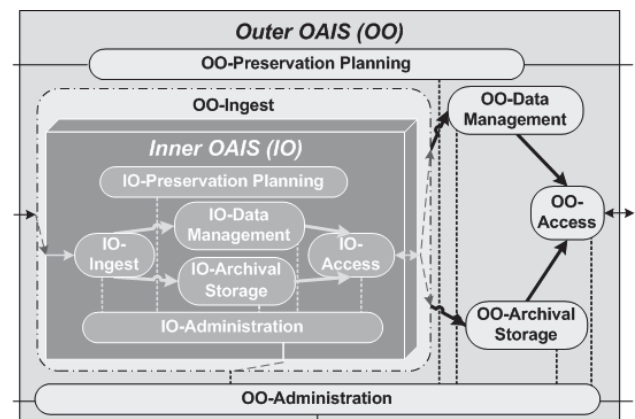 Outer OAIS (OO)
OO-Preservation Planning
OO-Ingest
OO-Data
Management
Inner OAIS (IO)
IO-Preservation Planning
IO-Data
Management
IO-
Ingest
IO-
Access
IO-Archival
Storage
OO-
Access
IO-Administration
OO-Archival
Storage
OO-Administration